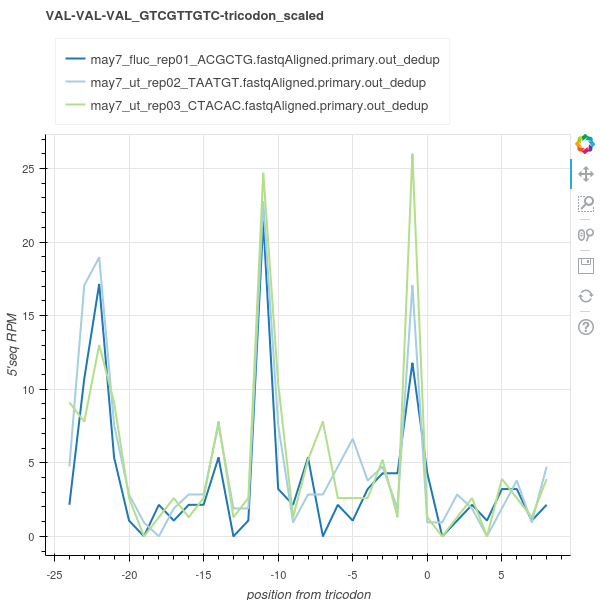 VAL-VAL-VAL_GTCGTTGTC-tricodon_scaled
may7_fluc_rep01_ACGCTG.fastqAligned.primary.out_dedup
may7_ut_rep02_TAATGT.fastqAligned.primary.out_dedup
may7_ut_rep03_CTACAC.fastqAligned.primary.out_dedup
25
20
15
10
5
0
5'seq RPM
-25 -20 -15 -10 -5 0 5
position from tricodon